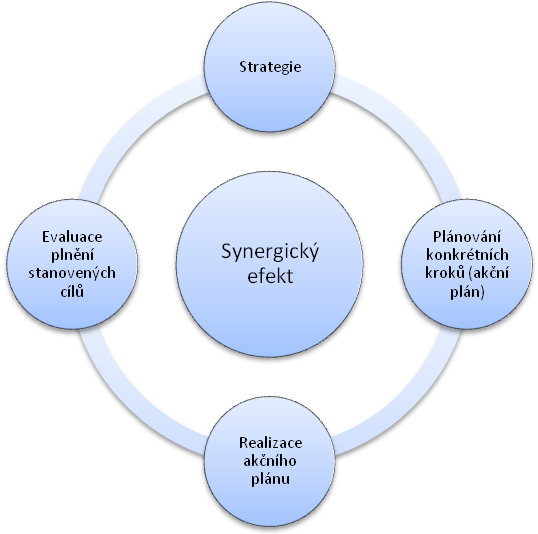 Strategie
Plánování
konkrétních
kroků (akční
plán)
Realizace
akčního
plánu
Evaluace
plnění
stanovených
cílů
Synergický
efekt